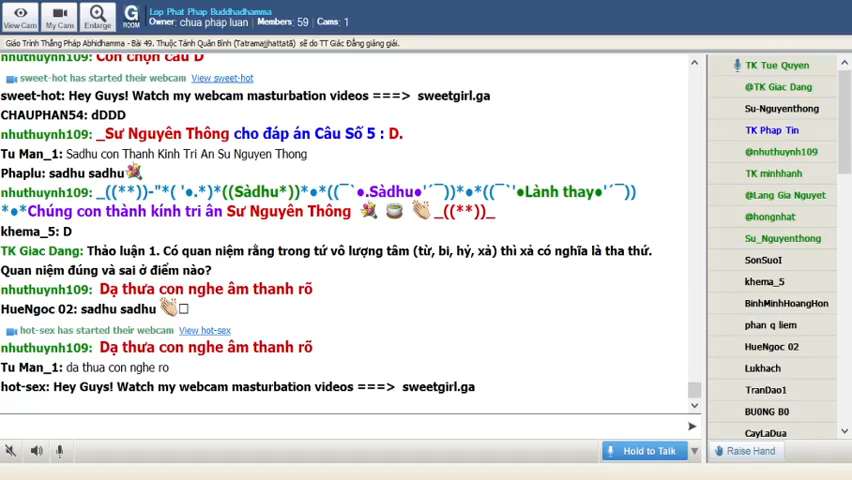 Lop Phat Phap Buddhadhamma
Owner: chua phap luan Members: 59 Cams: 1
View Cam
My Cam
Enlarge
G ROOM
Giáo Trình Thắng Pháp Abhidhamma - Bài 49. Thuộc Tánh Quân Bình (Tatramajjhattatā) sẽ do TT Giác Đẳng giảng giải.
nhuthuynh109: Con chọn câu D
sweet-hot has started their webcam View sweet-hot
sweet-hot: Hey Guys! Watch my webcam masturbation videos ===> sweetgirl.ga
CHAUPHAN54: dDDD
nhuthuynh109: _Sư Nguyên Thông cho đáp án Câu Số 5 : D.
Tu Man_1: Sadhu con Thanh Kinh Tri An Su Nguyen Thong
Phaplu: sadhu sadhu
nhuthuynh109: _((**))-"*( '●.*)*((Sàdhu*))*●*((¯`●.Sàdhu●'´¯))*●*((¯`'●Lành thay●'´¯))
*●*Chúng con thành kính tri ân Sư Nguyên Thông _((**))_
khema_5: D
TK Giac Dang: Thảo luận 1. Có quan niệm rằng trong tứ vô lượng tâm (từ, bi, hỷ, xả) thì xả có nghĩa là tha thứ.
Quan niệm đúng và sai ở điểm nào?
nhuthuynh109: Dạ thưa con nghe âm thanh rõ
HueNgoc 02: sadhu sadhu
hot-sex has started their webcam View hot-sex
nhuthuynh109: Dạ thưa con nghe âm thanh rõ
Tu Man_1: da thua con nghe ro
hot-sex: Hey Guys! Watch my webcam masturbation videos ===> sweetgirl.ga
Hold to Talk
TK Tue Quyen
@TK Giac Dang
Su-Nguyenthong
TK Phap Tin
@nhuthuynh109
TK minhhanh
@Lang Gia Nguyet
@hongnhat
Su_Nguyenthong
SonSuoI
khema_5
BinhMinhHoangHon
phan q liem
HueNgoc 02
Lukhach
TranDao1
BU0NG B0
CayLaDua
Raise Hand